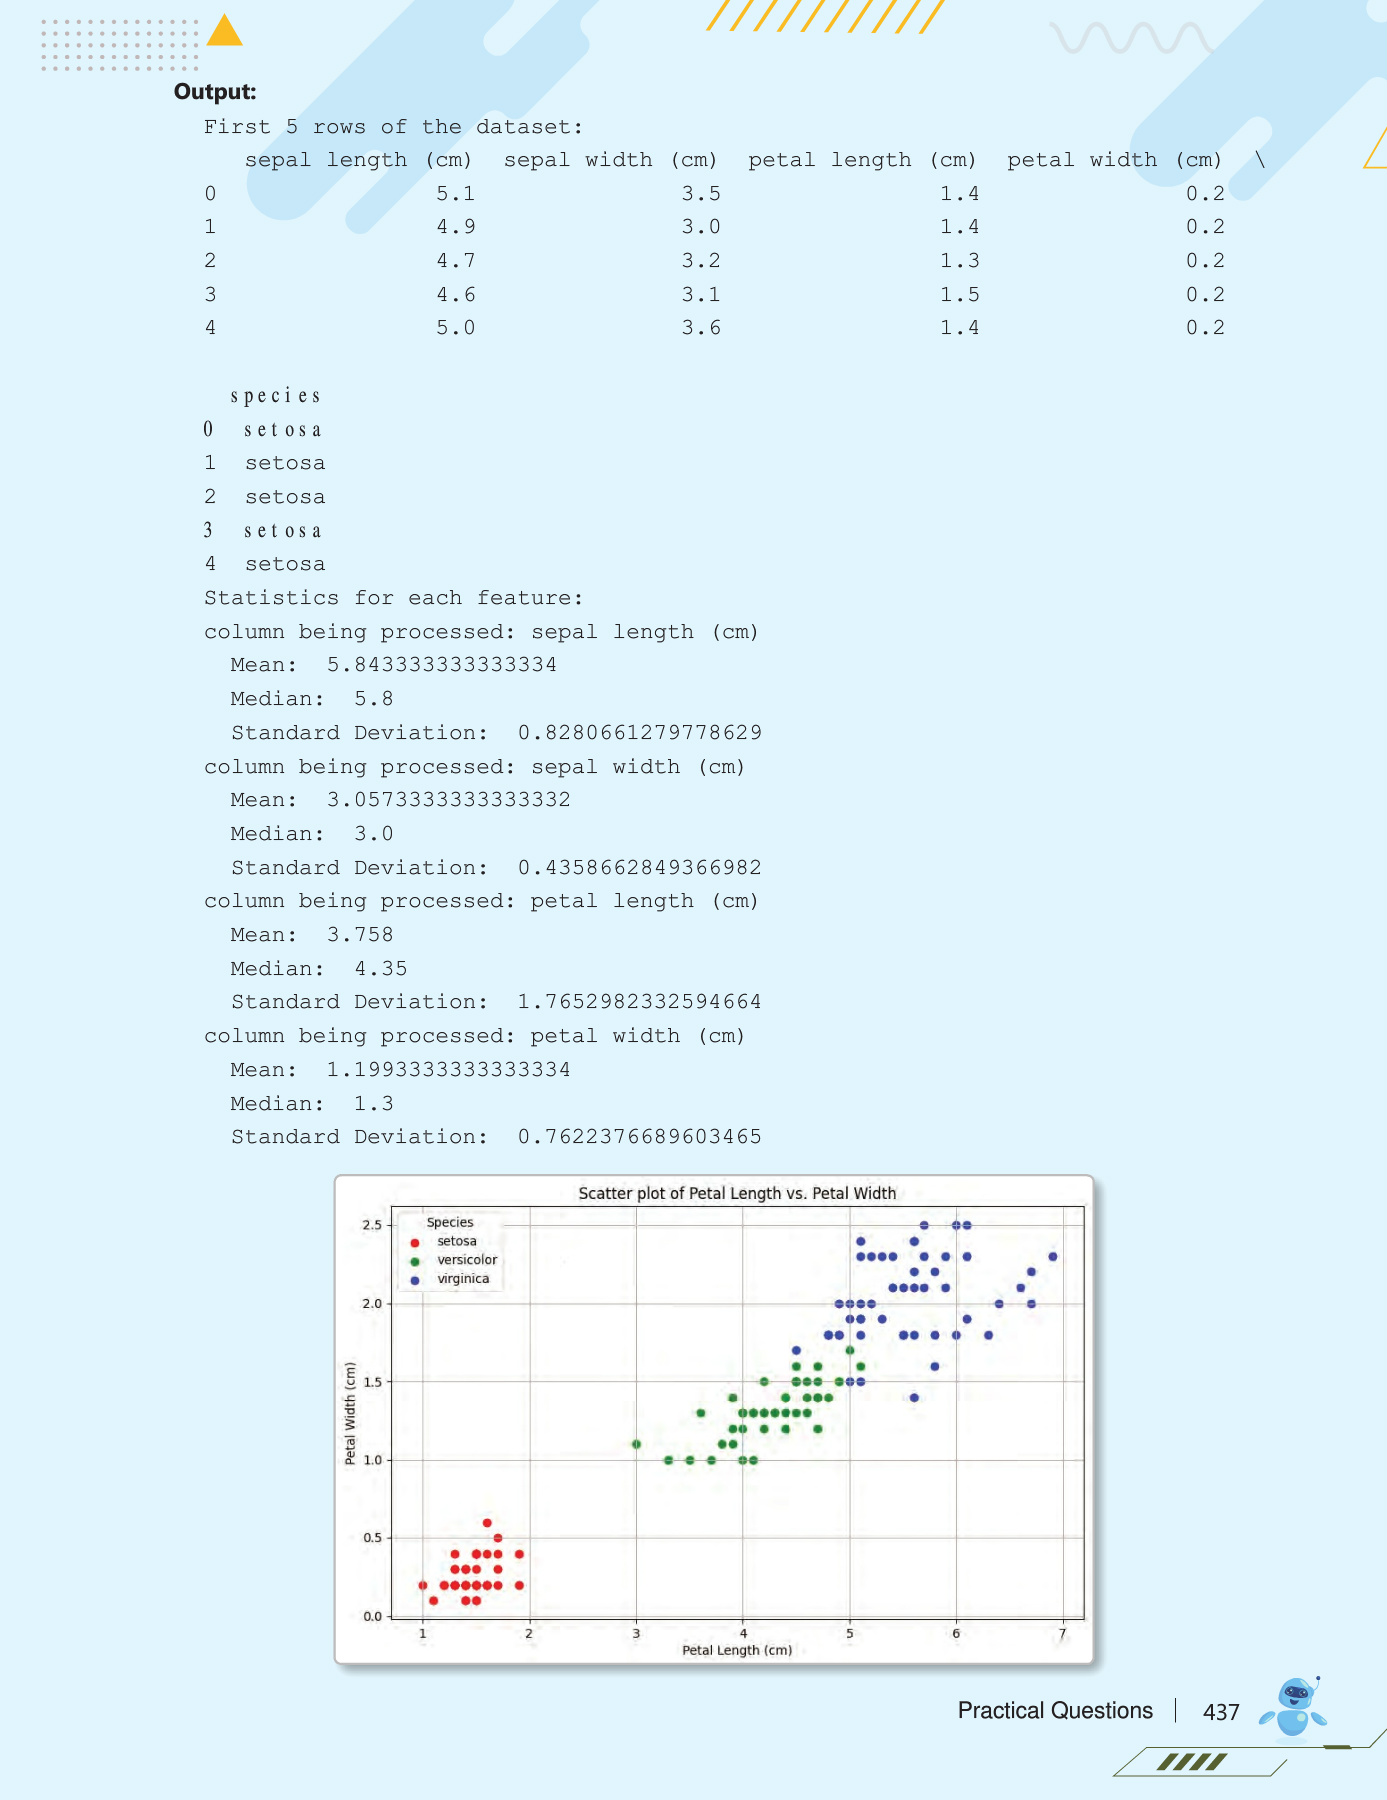 Output:
First 5 rows of the dataset:
sepal length (cm)  sepal width (cm)  petal length (cm)  petal width (cm)  \
0  5.1  3.5  1.4  0.2
1  4.9  3.0  1.4  0.2
2  4.7  3.2  1.3  0.2
3  4.6  3.1  1.5  0.2
4  5.0  3.6  1.4  0.2
species
0  setosa
1  setosa
2  setosa
3  setosa
4  setosa
Statistics for each feature:
column being processed: sepal length (cm)
Mean:  5.843333333333334
Median:  5.8
Standard Deviation:  0.8280661279778629
column being processed: sepal width (cm)
Mean:  3.0573333333333332
Median:  3.0
Standard Deviation:  0.4358662849366982
column being processed: petal length (cm)
Mean:  3.758
Median:  4.35
Standard Deviation:  1.7652982332594664
column being processed: petal width (cm)
Mean:  1.1993333333333334
Median:  1.3
Standard Deviation:  0.7622376689603465
Scatter plot of Petal Length vs. Petal Width
Species
setosa
versicolor
virginica
2.5
2.0
1.5
1.0
0.5
0.0
Petal Width (cm)
1 2 3 4 5 6 7
Petal Length (cm)
Practical Questions 437